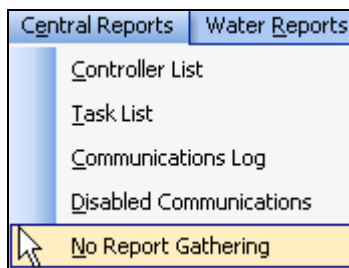 Central Reports Water Reports
Controller List
Task List
Communications Log
Disabled Communications
No Report Gathering